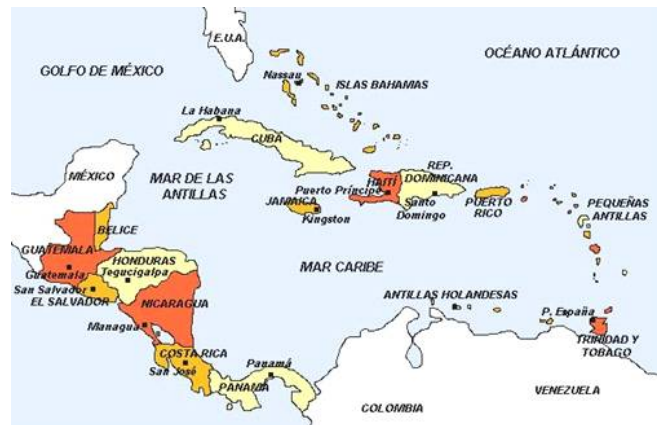 E.U.A.
OCÉANO ATLÁNTICO
GOLFO DE MÉXICO
Nassau
ISLAS BAHAMAS
La Habana
CUBA
MÉXICO
MAR DE LAS
ANTILLAS
REP.
DOMINICANA
HAITÍ
Puerto Príncipe
JAMAICA
Kingston
Santo
Domingo
PUERTO
RICO
PEQUEÑAS
ANTILLAS
BELICE
GUATEMALA
Guatemala
HONDURAS
Tegucigalpa
MAR CARIBE
San Salvador
EL SALVADOR
NICARAGUA
Managua
ANTILLAS HOLANDESAS
P. España
TRINIDAD Y
TOBAGO
COSTA RICA
San José
Panamá
PANAMA
COLOMBIA
VENEZUELA